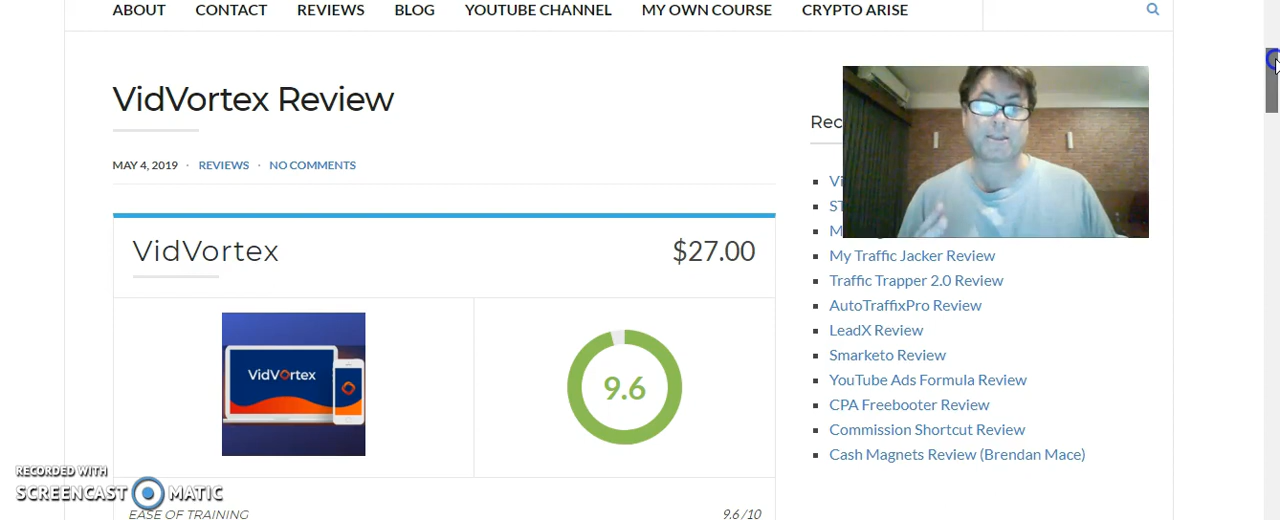 ABOUT CONTACT REVIEWS BLOG YOUTUBE CHANNEL MY OWN COURSE CRYPTO ARISE
VidVortex Review
MAY 4, 2019 · REVIEWS · NO COMMENTS
VidVortex $27.00
VidVortex
9.6
EASE OF TRAINING 9.6/10
Rec
Vi
ST
M
My Traffic Jacker Review
Traffic Trapper 2.0 Review
AutoTraffixPro Review
LeadX Review
Smarketo Review
YouTube Ads Formula Review
CPA Freebooter Review
Commission Shortcut Review
Cash Magnets Review (Brendan Mace)
RECORDED WITH
SCREENCAST MATIC